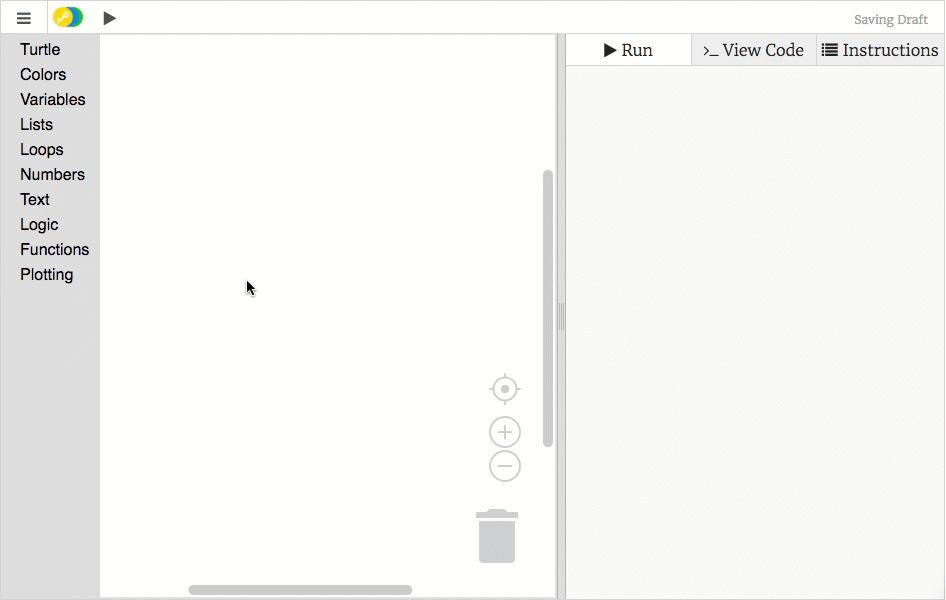 Saving Draft
Turtle
Colors
Variables
Lists
Loops
Numbers
Text
Logic
Functions
Plotting
Run
>_ View Code
Instructions